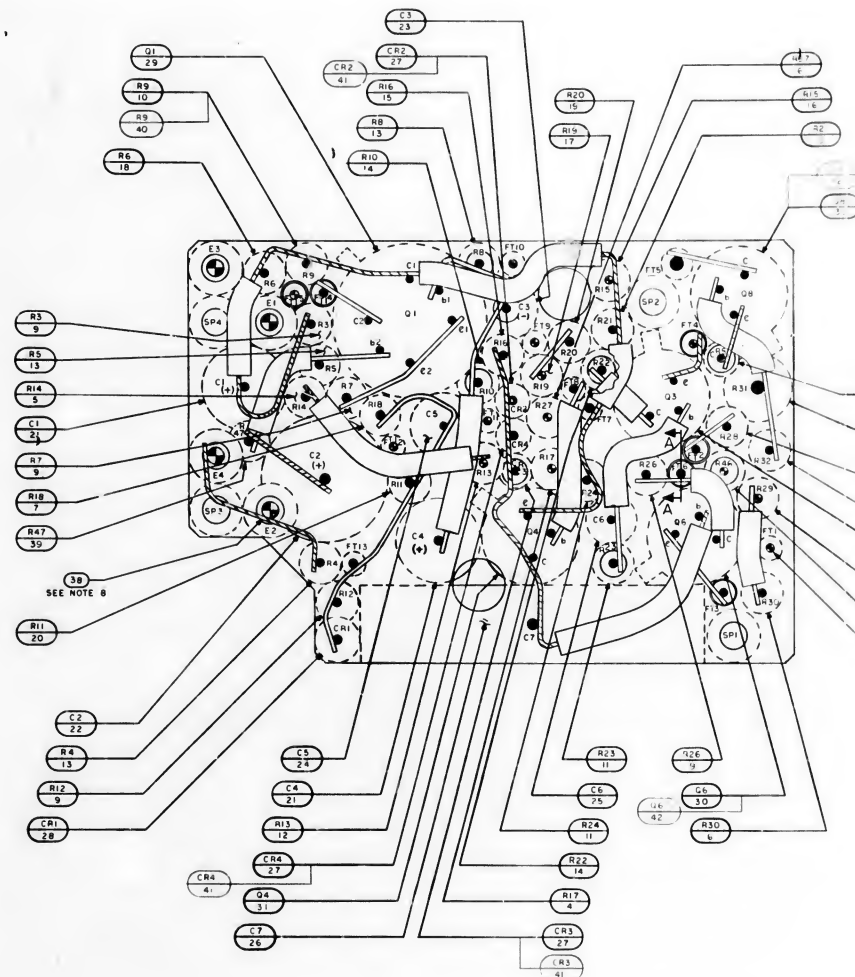 C3
23
Q1
29
CR2
27
CR2
41
R9
10
R16
15
R20
15
R15
16
R9
40
R8
13
R19
17
R6
18
R10
14
E3
R6
R9
C1
R8
FT10
R15
SP2
FT5
C
Q8
b
b1
C3
(-)
SP4
E1
R3
C2
Q1
e1
FT9
R21
FT4
R3
9
b2
e2
R16
R20
R5
13
R5
R19
R31
R14
5
C1
(+)
R14
R7
R18
R10
R27
Q3
e
C
b
C1
21
C5
FT7
A
R28
R7
9
E4
C2
(+)
CR4
R17
R26
R32
R18
7
R11
R13
A
R29
R47
39
SP3
E2
C4
(+)
Q4
e
b
C
C6
Q6
e
b
C
FT1
38
SEE NOTE 8
R4
FT13
R23
R30
R12
R11
20
CR1
C7
SP1
C2
22
R4
13
C5
24
R23
11
R26
9
R12
9
C4
21
C6
25
Q6
30
Q6
42
CR1
28
R13
12
R24
11
R30
6
CR4
27
R22
14
CR4
41
Q4
31
R17
4
C7
26
CR3
27
CR3
41